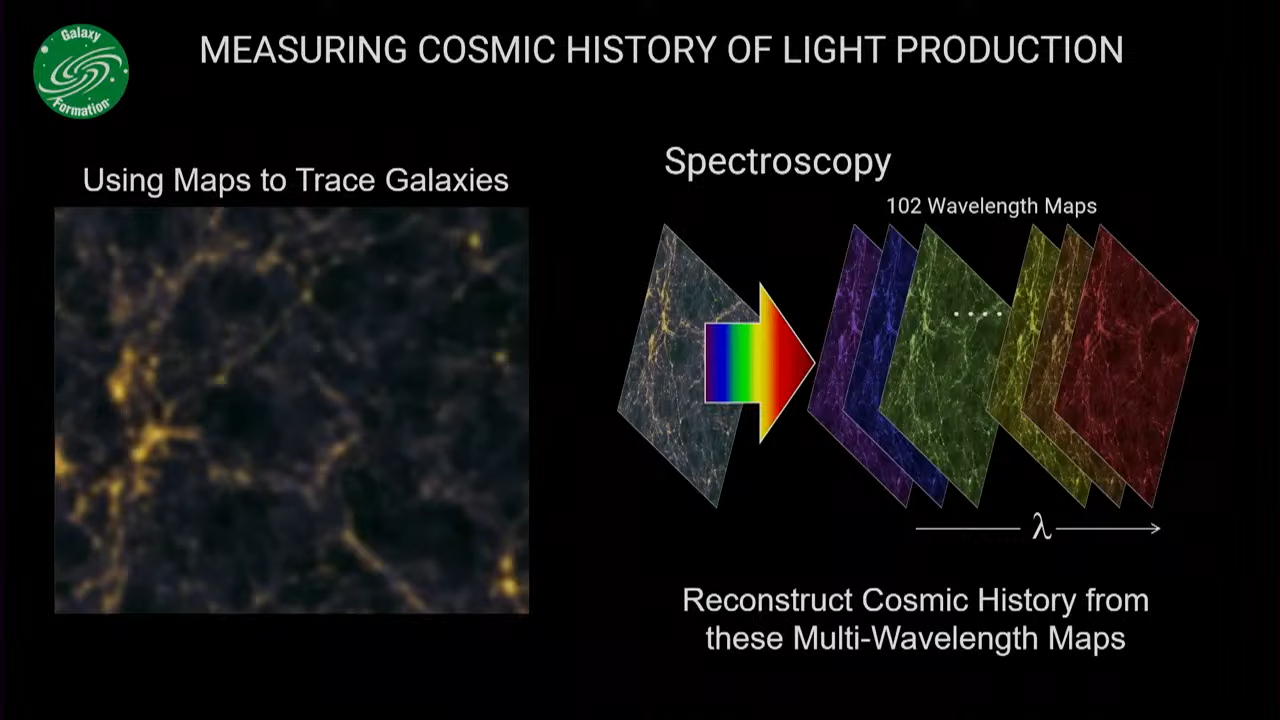 Galaxy
Formation
MEASURING COSMIC HISTORY OF LIGHT PRODUCTION
Using Maps to Trace Galaxies
Spectroscopy
102 Wavelength Maps
....
λ
Reconstruct Cosmic History from
these Multi-Wavelength Maps